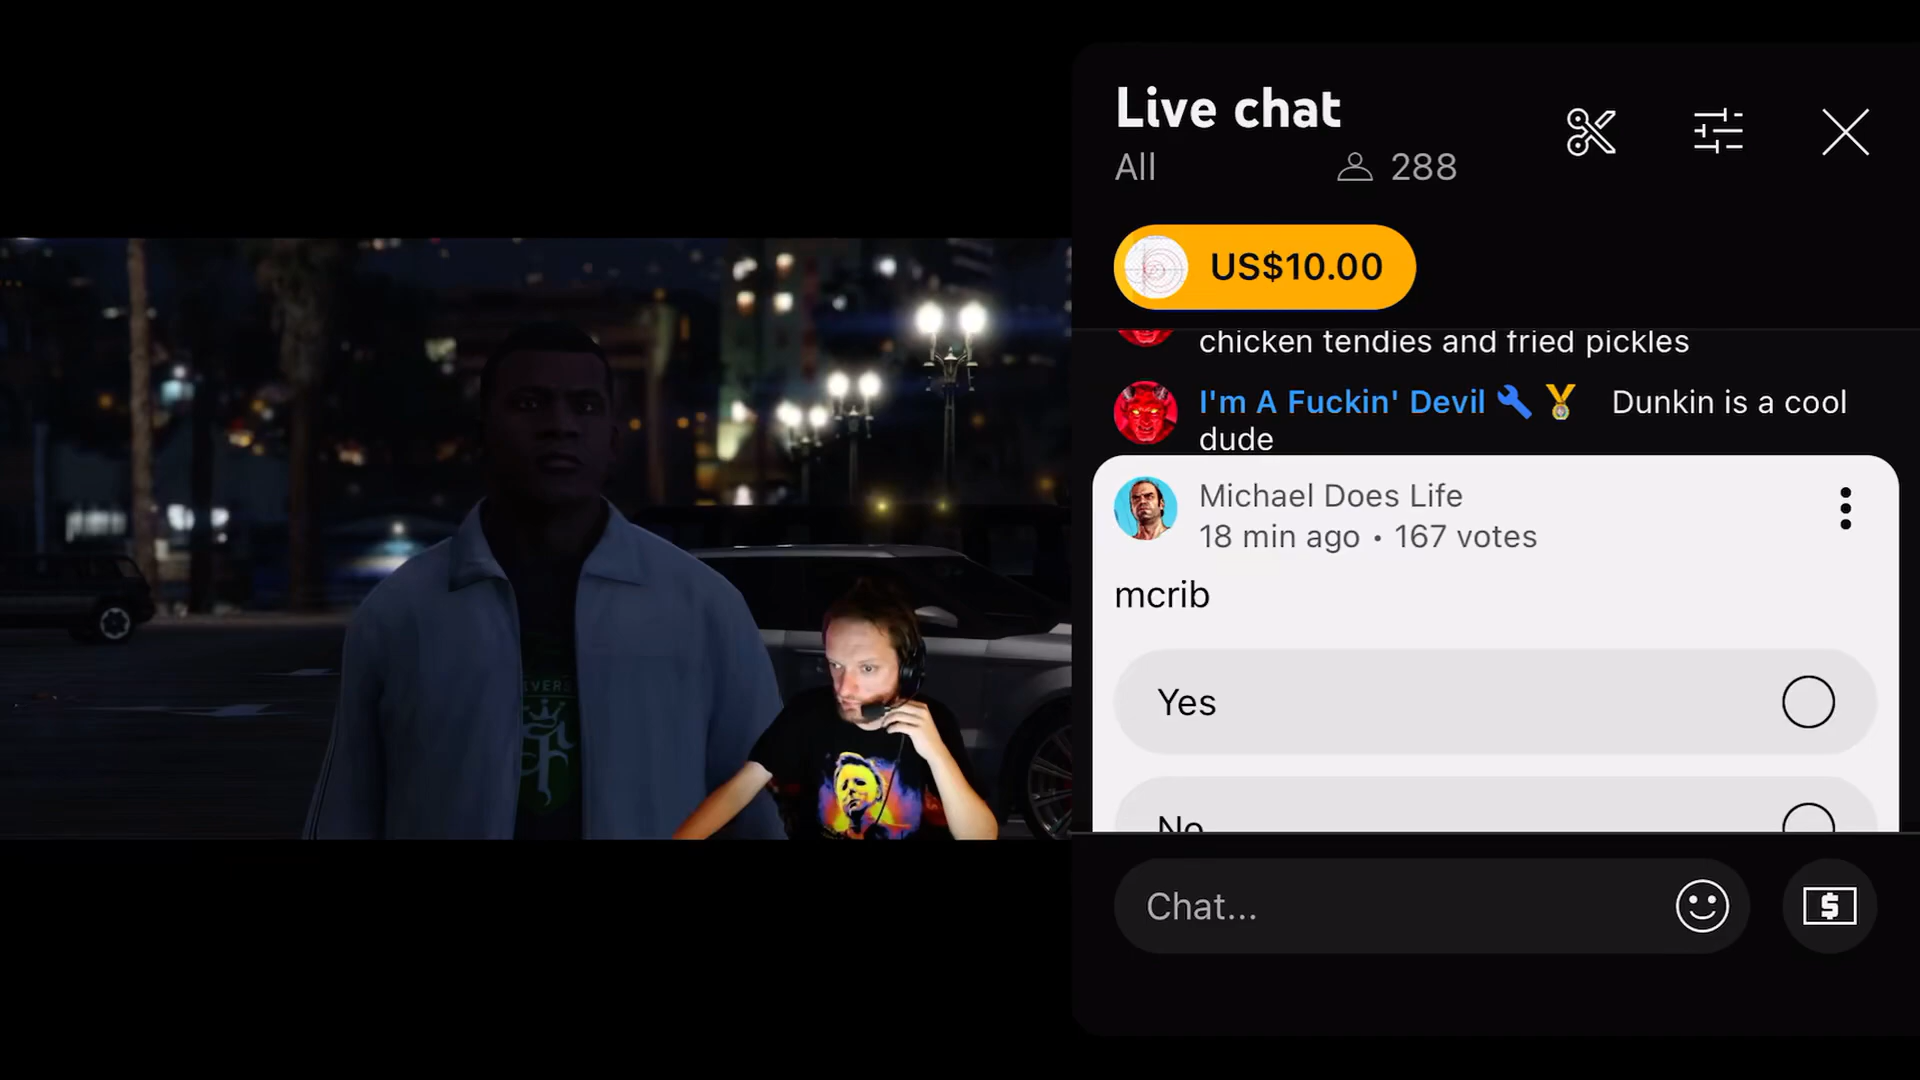 Live chat
All 288
US$10.00
chicken tendies and fried pickles
I'm A Fuckin' Devil Dunkin is a cool
dude
Michael Does Life
18 min ago • 167 votes
mcrib
Yes
No
Chat...